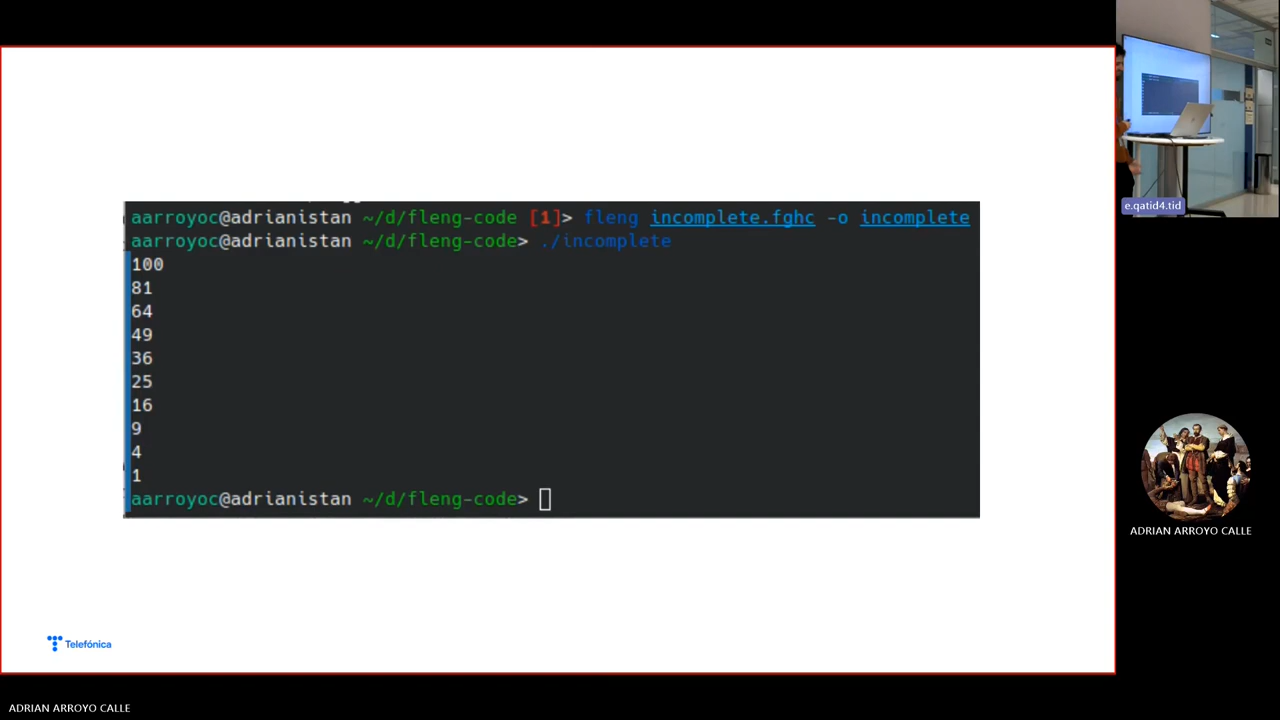 aarroyoc@adrianistan ~/d/fleng-code [1]> fleng incomplete.fghc -o incomplete
aarroyoc@adrianistan ~/d/fleng-code> ./incomplete
100
81
64
49
36
25
16
9
4
1
aarroyoc@adrianistan ~/d/fleng-code>
Telefónica
e.qatid4.tid
ADRIAN ARROYO CALLE
ADRIAN ARROYO CALLE